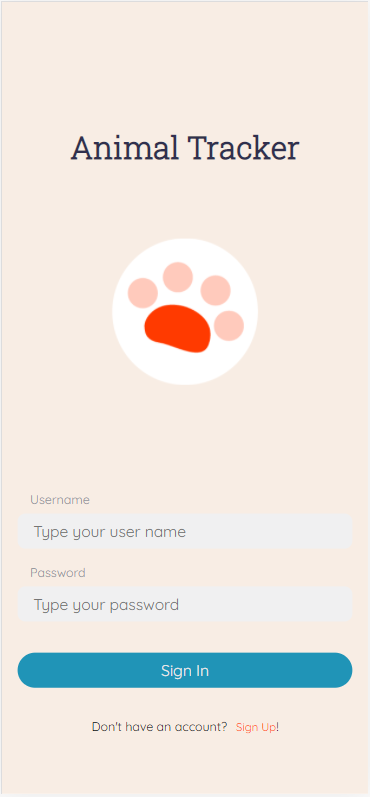 Animal Tracker
Username
Type your user name
Password
Type your password
Sign In
Don't have an account? Sign Up!